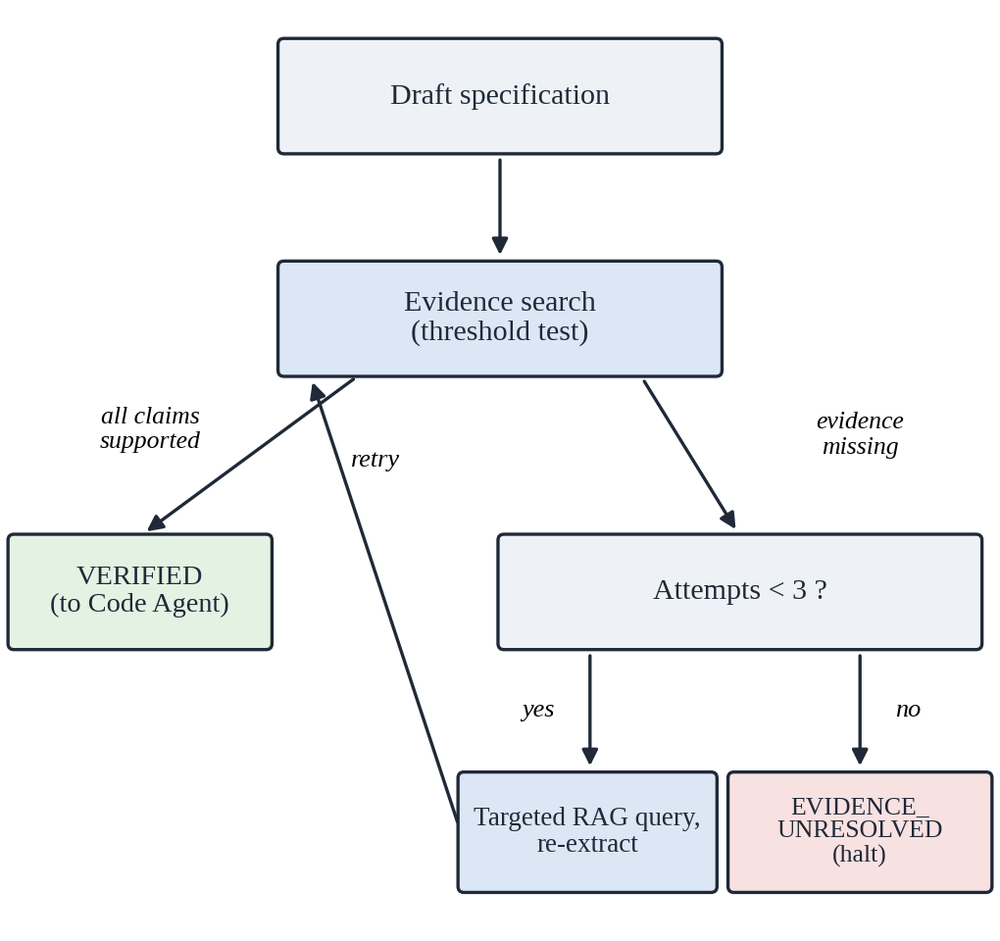 Draft specification
Evidence search
(threshold test)
all claims
supported
evidence
missing
retry
VERIFIED
(to Code Agent)
Attempts < 3 ?
yes
no
Targeted RAG query,
re-extract
EVIDENCE_
UNRESOLVED
(halt)